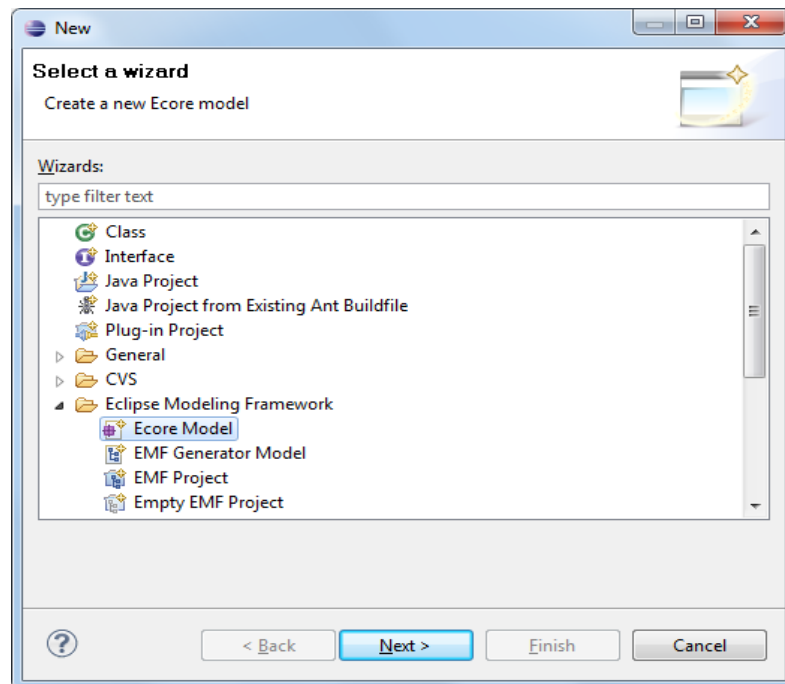 New
Select a wizard
Create a new Ecore model
Wizards:
type filter text
Class
Interface
Java Project
Java Project from Existing Ant Buildfile
Plug-in Project
General
CVS
Eclipse Modeling Framework
Ecore Model
EMF Generator Model
EMF Project
Empty EMF Project
< Back Next > Finish Cancel